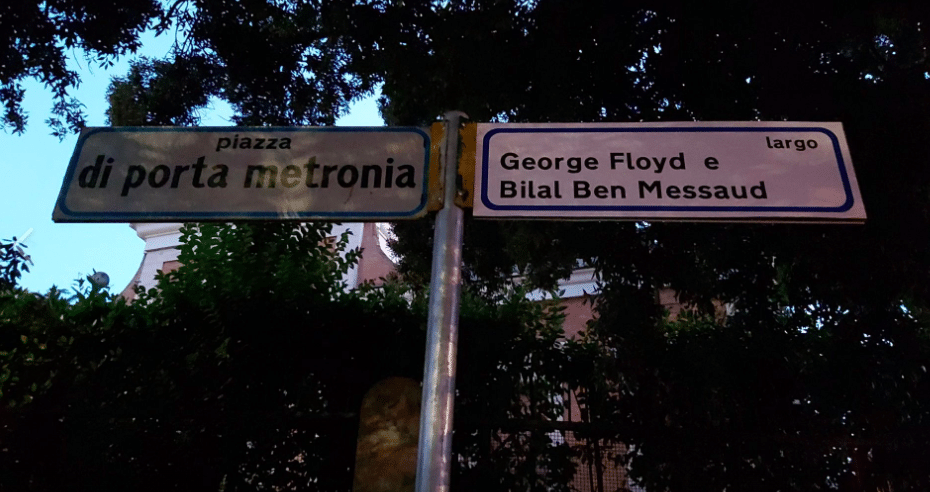 piazza
di porta metronia
largo
George Floyd e
Bilal Ben Messaud